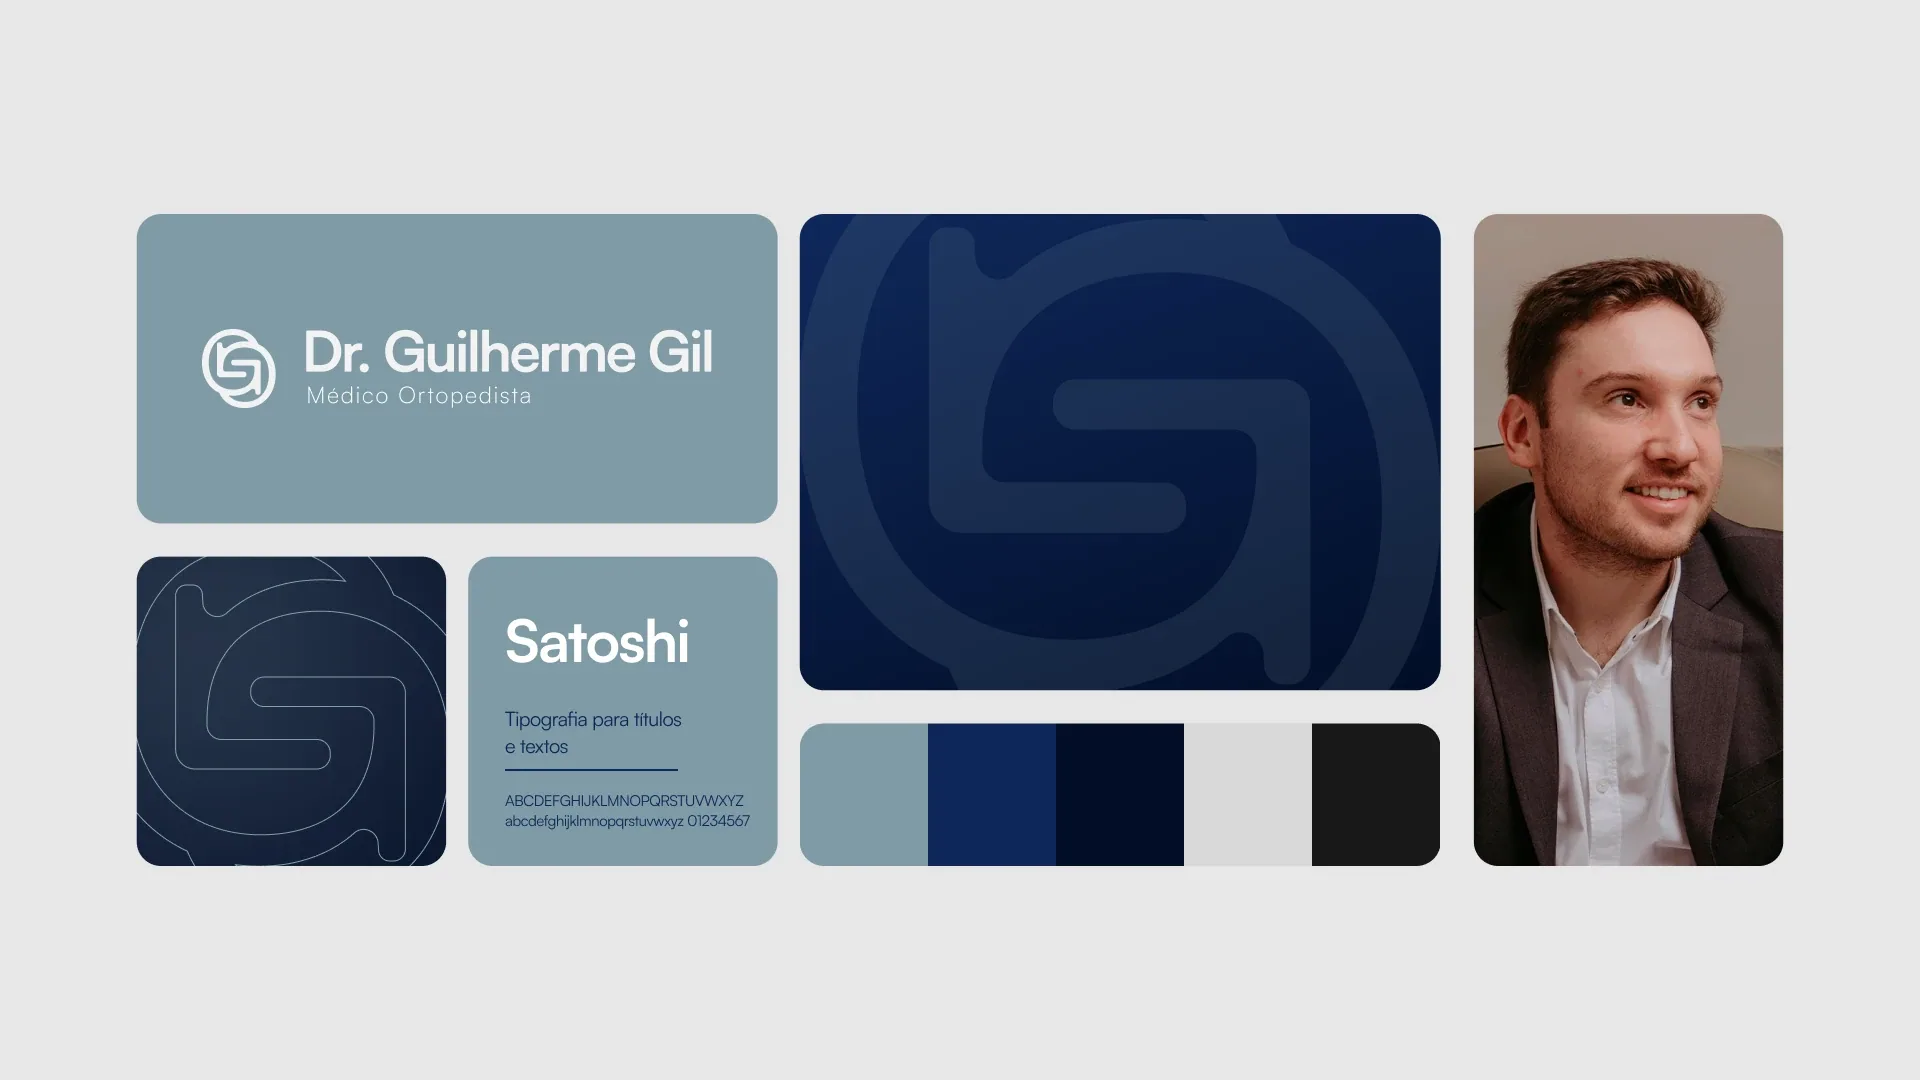 Dr. Guilherme Gil
Médico Ortopedista
Satoshi
Tipografia para títulos
e textos
ABCDEFGHIJKLMNOPQRSTUVWXYZ
abcdefghijklmnopqrstuvwxyz 01234567